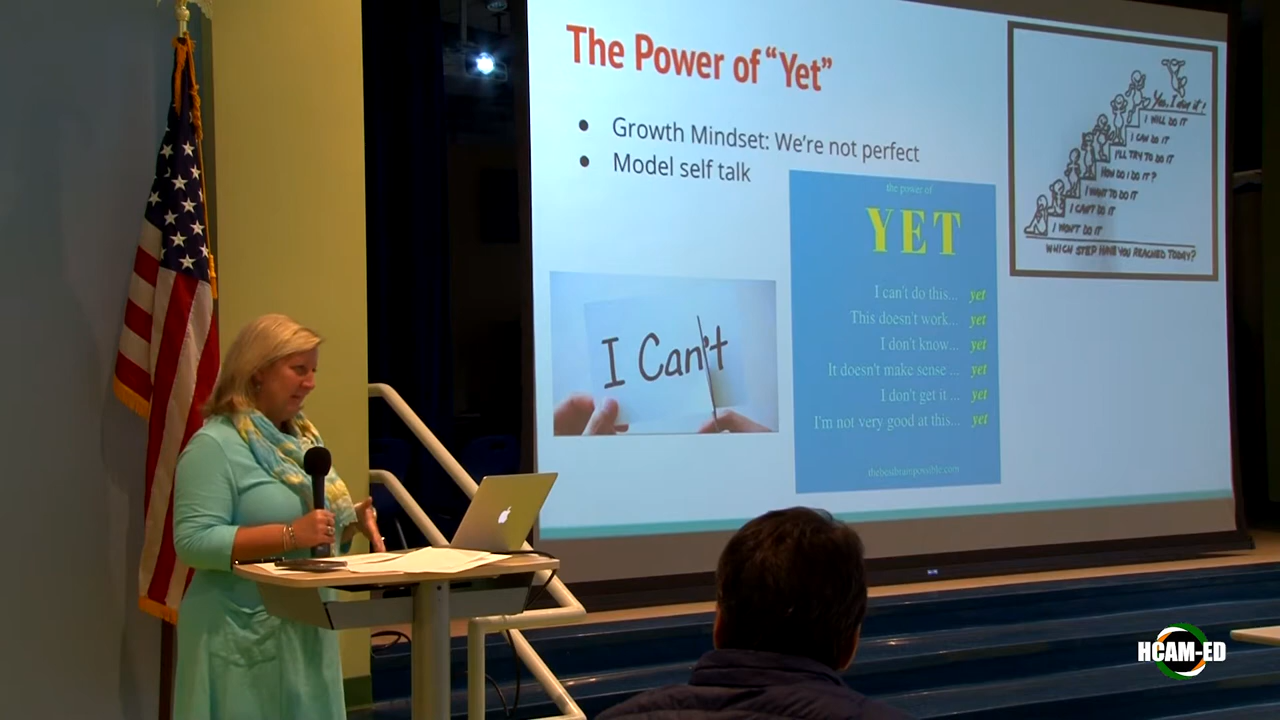 The Power of "Yet"
● Growth Mindset: We're not perfect
● Model self talk
I Can't
the power of
YET
I can't do this... yet
This doesn't work... yet
I don't know... yet
It doesn't make sense ... yet
I don't get it ... yet
I'm not very good at this... yet
thebestbrainpossible.com
Yes, I did it!
I WILL DO IT
I CAN DO IT
I'LL TRY TO DO IT
HOW DO I DO IT?
I WANT TO DO IT
I CAN'T DO IT
I WON'T DO IT
WHICH STEP HAVE YOU REACHED TODAY?
HCAM-ED